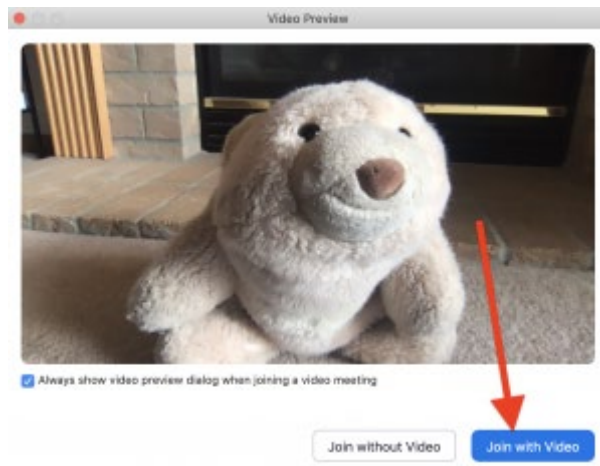 Video Preview
Always show video preview dialog when joining a video meeting
Join without Video
Join with Video